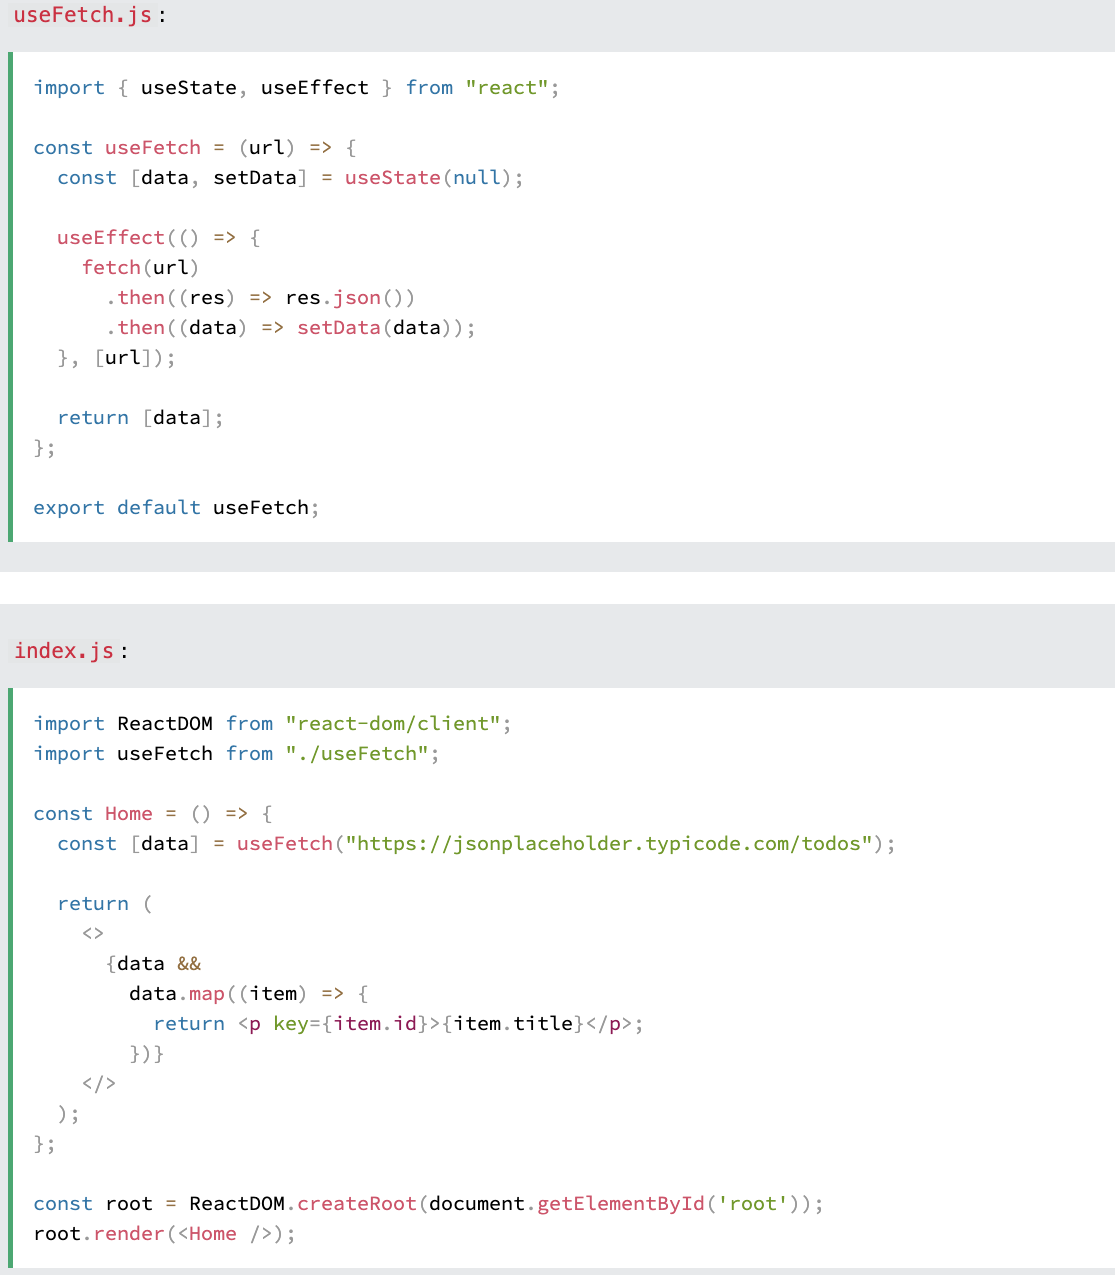 useFetch.js:
import { useState, useEffect } from "react";
const useFetch = (url) => {
  const [data, setData] = useState(null);
  useEffect(() => {
    fetch(url)
      .then((res) => res.json())
      .then((data) => setData(data));
  }, [url]);
  return [data];
};
export default useFetch;
index.js:
import ReactDOM from "react-dom/client";
import useFetch from "./useFetch";
const Home = () => {
  const [data] = useFetch("https://jsonplaceholder.typicode.com/todos");
  return (
    <>
      {data &&
        data.map((item) => {
          return <p key={item.id}>{item.title}</p>;
        })}
    </>
  );
};
const root = ReactDOM.createRoot(document.getElementById('root'));
root.render(<Home />);